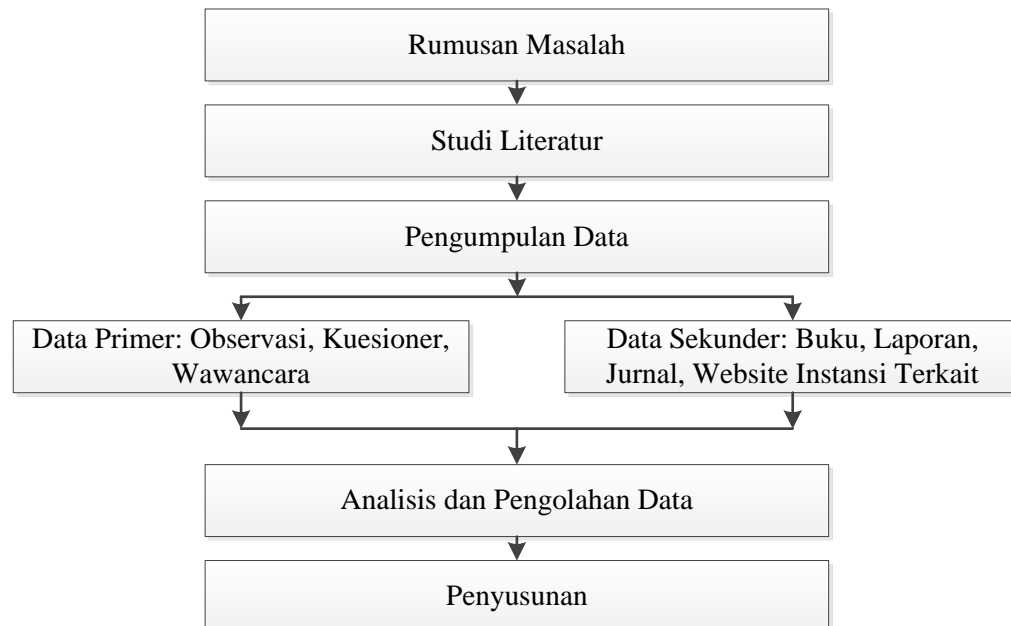 Rumusan Masalah
Studi Literatur
Pengumpulan Data
Data Primer: Observasi, Kuesioner,
Wawancara
Data Sekunder: Buku, Laporan,
Jurnal, Website Instansi Terkait
Analisis dan Pengolahan Data
Penyusunan